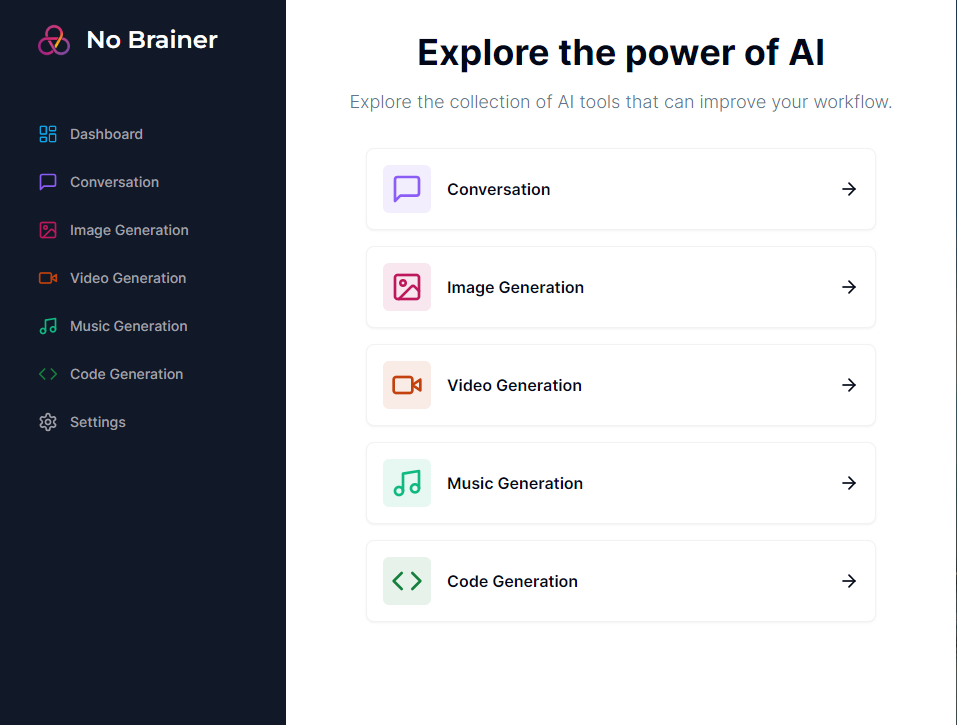 No Brainer
Dashboard
Conversation
Image Generation
Video Generation
Music Generation
Code Generation
Settings
Explore the power of AI
Explore the collection of AI tools that can improve your workflow.
Conversation
Image Generation
Video Generation
Music Generation
Code Generation